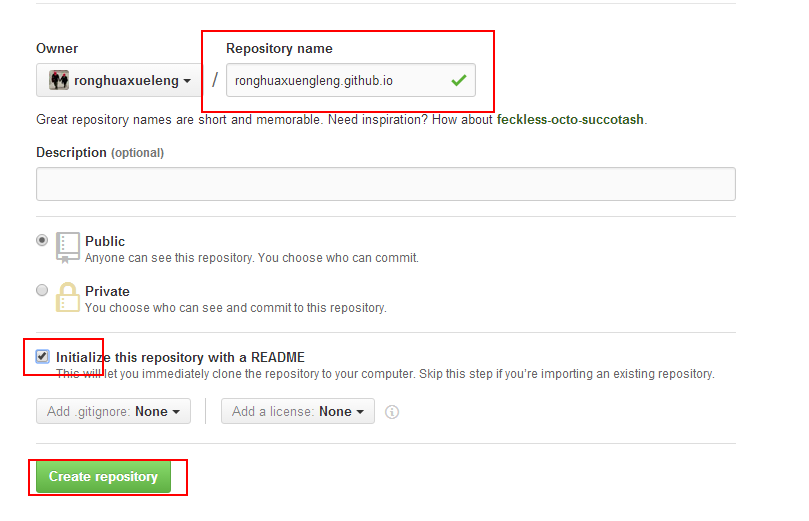 Owner
Repository name
ronghuaxueleng / ronghuaxuengleng.github.io
Great repository names are short and memorable. Need inspiration? How about feckless-octo-succotash.
Description (optional)
Public
Anyone can see this repository. You choose who can commit.
Private
You choose who can see and commit to this repository.
Initialize this repository with a README
This will let you immediately clone the repository to your computer. Skip this step if you're importing an existing repository.
Add .gitignore: None
Add a license: None
Create repository